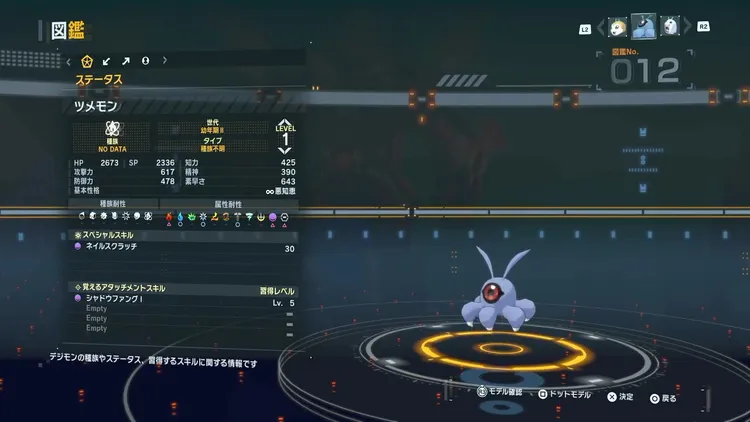 図鑑
L2
R2
図鑑No.
012
ステータス
ツメモン
種族
NO DATA
世代
幼年期Ⅱ
タイプ
種族不明
LEVEL
1
HP 2673 SP 2336 知力 425
攻撃力 617 精神 390
防御力 478 素早さ 643
基本性格 悪知恵
種族耐性 属性耐性
スペシャルスキル
ネイルスクラッチ 30
覚えるアタッチメントスキル 習得レベル
シャドウファングⅠ Lv. 5
Empty
Empty
Empty
デジモンの種族やステータス、習得するスキルに関する情報です
R3 モデル確認 ドットモデル 決定 戻る